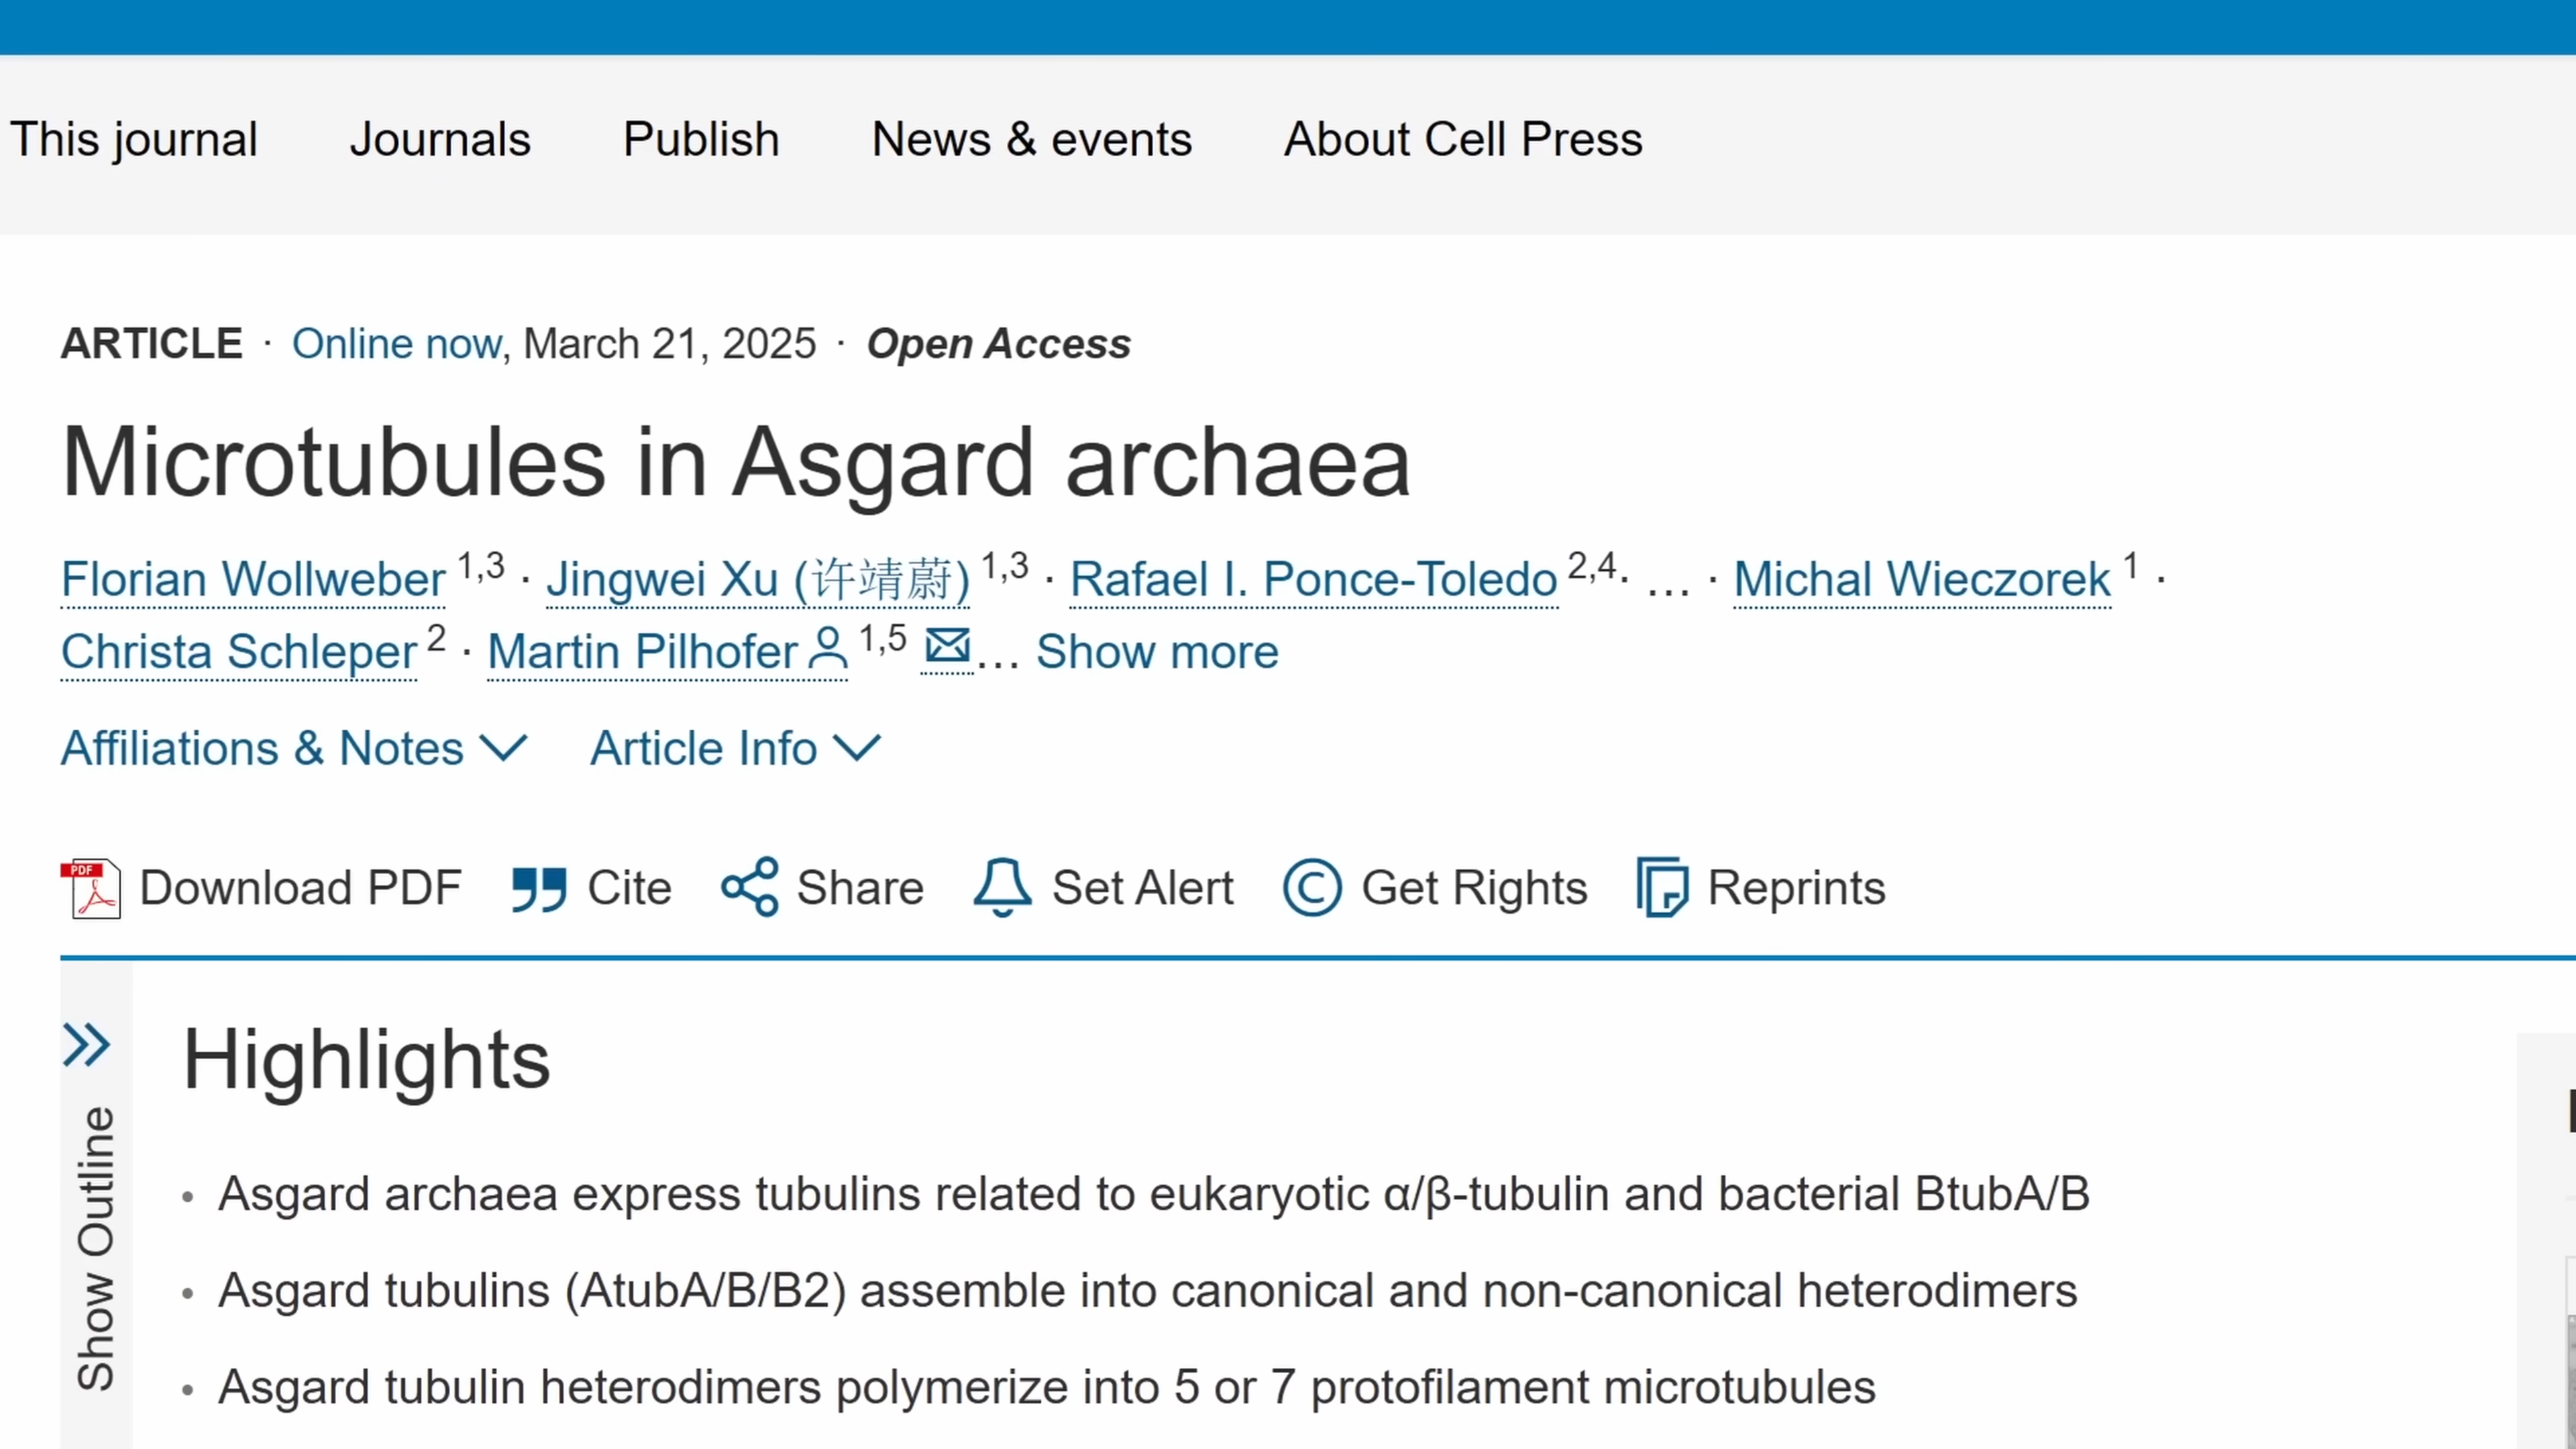 This journal Journals Publish News & events About Cell Press
ARTICLE · Online now, March 21, 2025 · Open Access
Microtubules in Asgard archaea
Florian Wollweber 1,3 · Jingwei Xu (许靖蔚) 1,3 · Rafael I. Ponce-Toledo 2,4 · … · Michal Wieczorek 1 ·
Christa Schleper 2 · Martin Pilhofer 1,5 … Show more
Affiliations & Notes Article Info
PDF Download PDF Cite Share Set Alert Get Rights Reprints
Show Outline
Highlights
• Asgard archaea express tubulins related to eukaryotic α/β-tubulin and bacterial BtubA/B
• Asgard tubulins (AtubA/B/B2) assemble into canonical and non-canonical heterodimers
• Asgard tubulin heterodimers polymerize into 5 or 7 protofilament microtubules